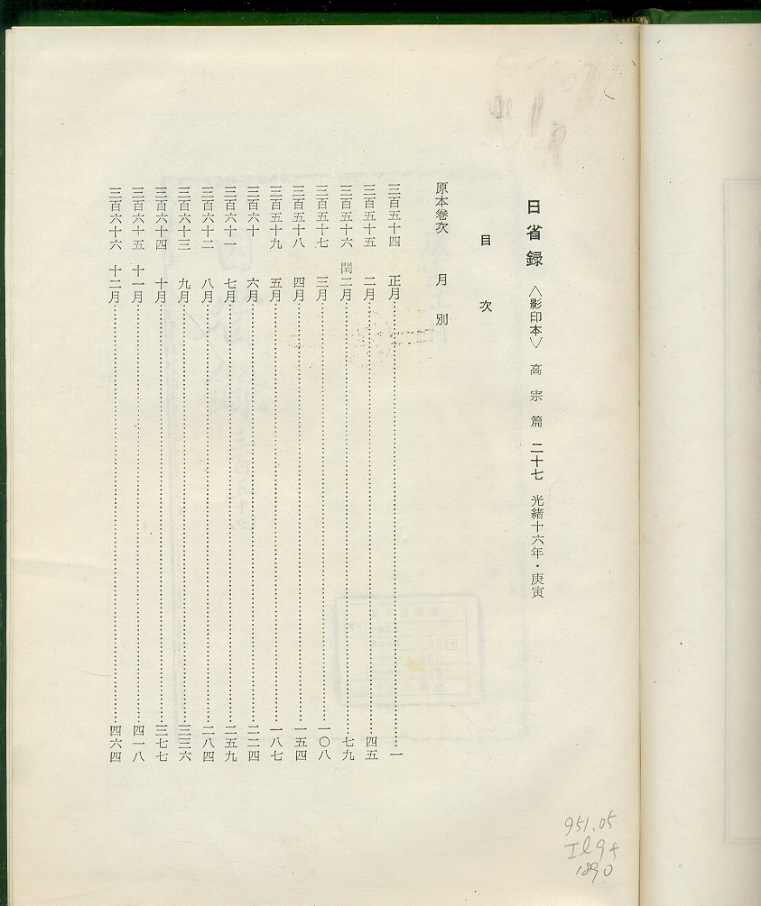 日省録 〈影印本〉 高宗篇 二十七 光緒十六年・庚寅
目次
原本卷次 月別
三百五十四 正月 一
三百五十五 二月 四五
三百五十六 閏二月 七九
三百五十七 三月 一〇八
三百五十八 四月 一五四
三百五十九 五月 一八七
三百六十 六月 二二四
三百六十一 七月 二五九
三百六十二 八月 二八四
三百六十三 九月 三三六
三百六十四 十月 三七七
三百六十五 十一月 四一八
三百六十六 十二月 四六四
951.05
1890